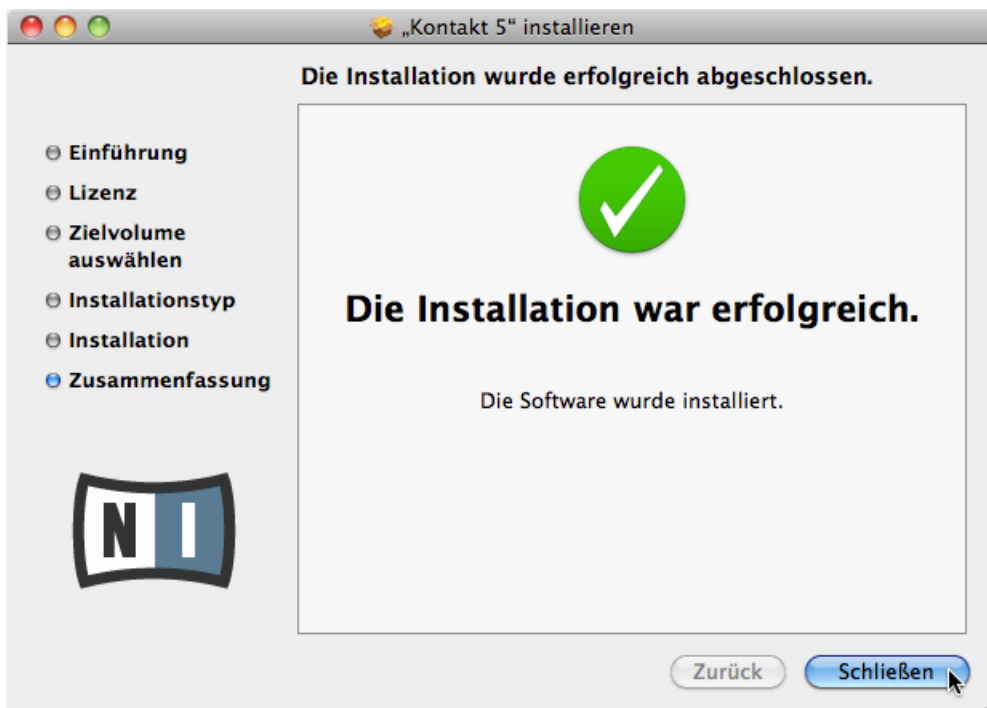 „Kontakt 5“ installieren
Die Installation wurde erfolgreich abgeschlossen.
Einführung
Lizenz
Zielvolume
auswählen
Installationstyp
Installation
Zusammenfassung
Die Installation war erfolgreich.
Die Software wurde installiert.
N I
Zurück
Schließen